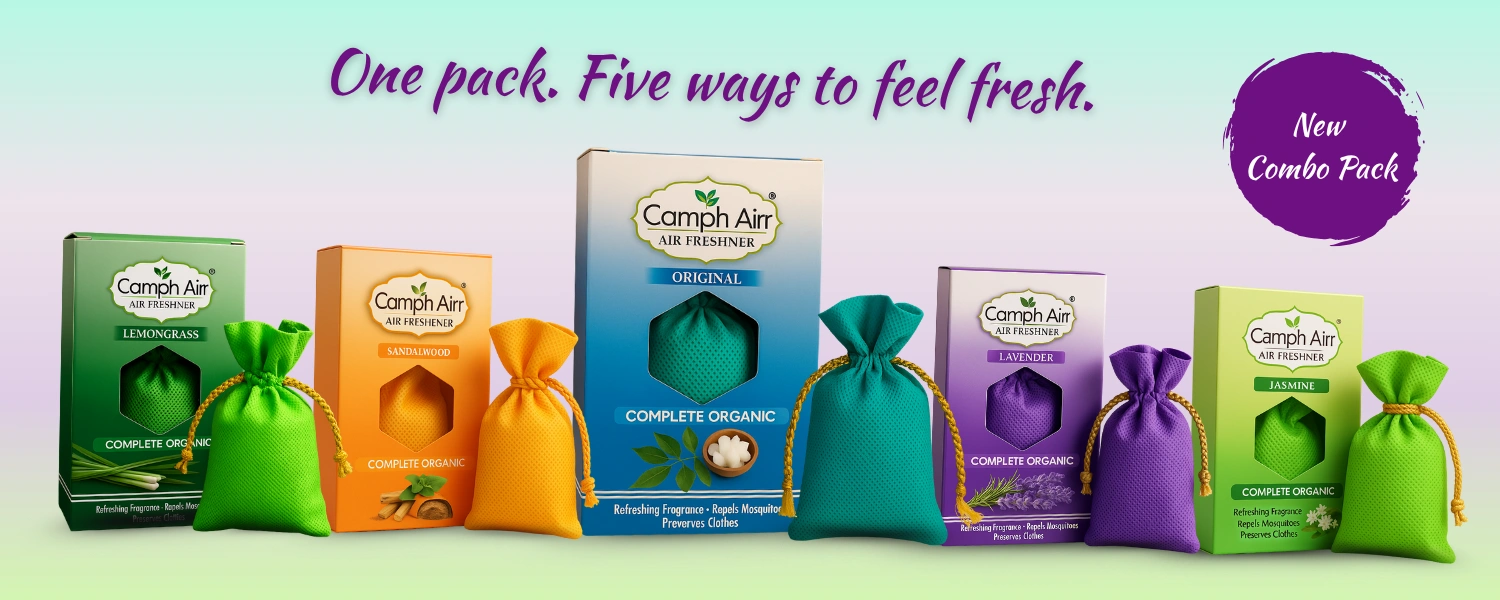 One pack. Five ways to feel fresh.
New
Combo Pack
Camph Airr
®
AIR FRESHNER
LEMONGRASS
COMPLETE ORGANIC
Refreshing Fragrance · Repels
Preserves Clothes
Camph Airr
®
AIR FRESHENER
SANDALWOOD
COMPLETE ORGANIC
Camph Airr
®
AIR FRESHNER
ORIGINAL
COMPLETE ORGANIC
Refreshing Fragrance · Repels Mosquitoe
Preverves Clothes
Camph Airr
®
AIR FRESHNER
LAVENDER
COMPLETE ORGANIC
Refreshing Fragrance · Repels Mosquitoes
Preserves Clothes
Camph Airr
®
AIR FRESHNER
JASMINE
COMPLETE ORGANIC
Refreshing Fragrance
Repels Mosquitoes
Preserves Clothes